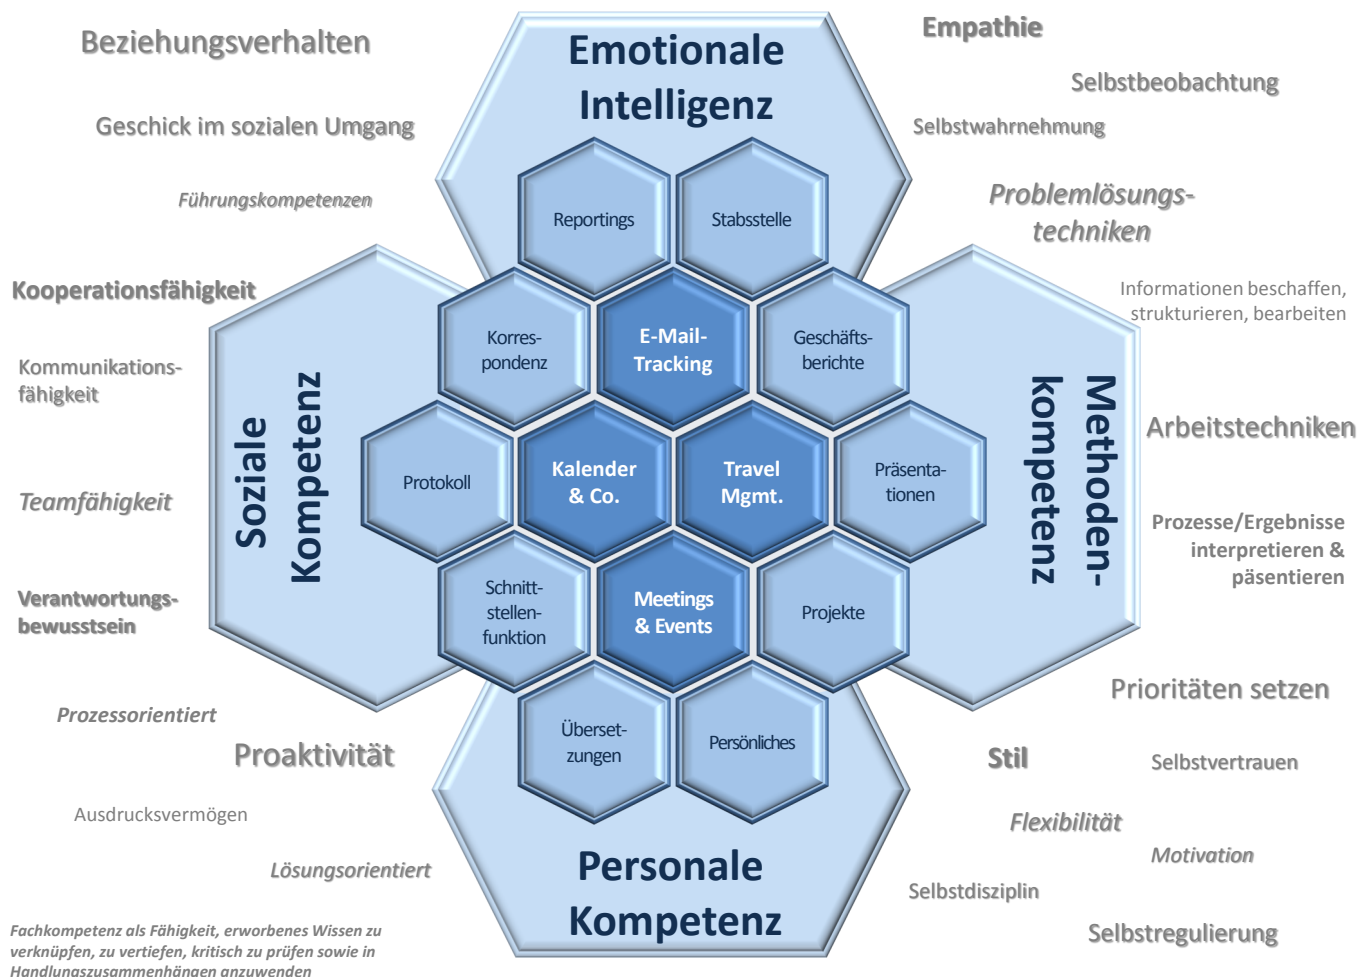 Beziehungsverhalten
Geschick im sozialen Umgang
Führungskompetenzen
Kooperationsfähigkeit
Kommunikations-
fähigkeit
Teamfähigkeit
Verantwortungs-
bewusstsein
Prozessorientiert
Proaktivität
Ausdrucksvermögen
Lösungsorientiert
Fachkompetenz als Fähigkeit, erworbenes Wissen zu
verknüpfen, zu vertiefen, kritisch zu prüfen sowie in
Handlungszusammenhängen anzuwenden
Emotionale
Intelligenz
Reportings
Stabsstelle
Korres-
pondenz
E-Mail-
Tracking
Geschäfts-
berichte
Soziale
Kompetenz
Protokoll
Kalender
& Co.
Travel
Mgmt.
Präsenta-
tionen
Methoden-
kompetenz
Schnitt-
stellen-
funktion
Meetings
& Events
Projekte
Überset-
zungen
Persönliches
Personale
Kompetenz
Empathie
Selbstbeobachtung
Selbstwahrnehmung
Problemlösungs-
techniken
Informationen beschaffen,
strukturieren, bearbeiten
Arbeitstechniken
Prozesse/Ergebnisse
interpretieren &
päsentieren
Prioritäten setzen
Stil
Selbstvertrauen
Flexibilität
Motivation
Selbstdisziplin
Selbstregulierung